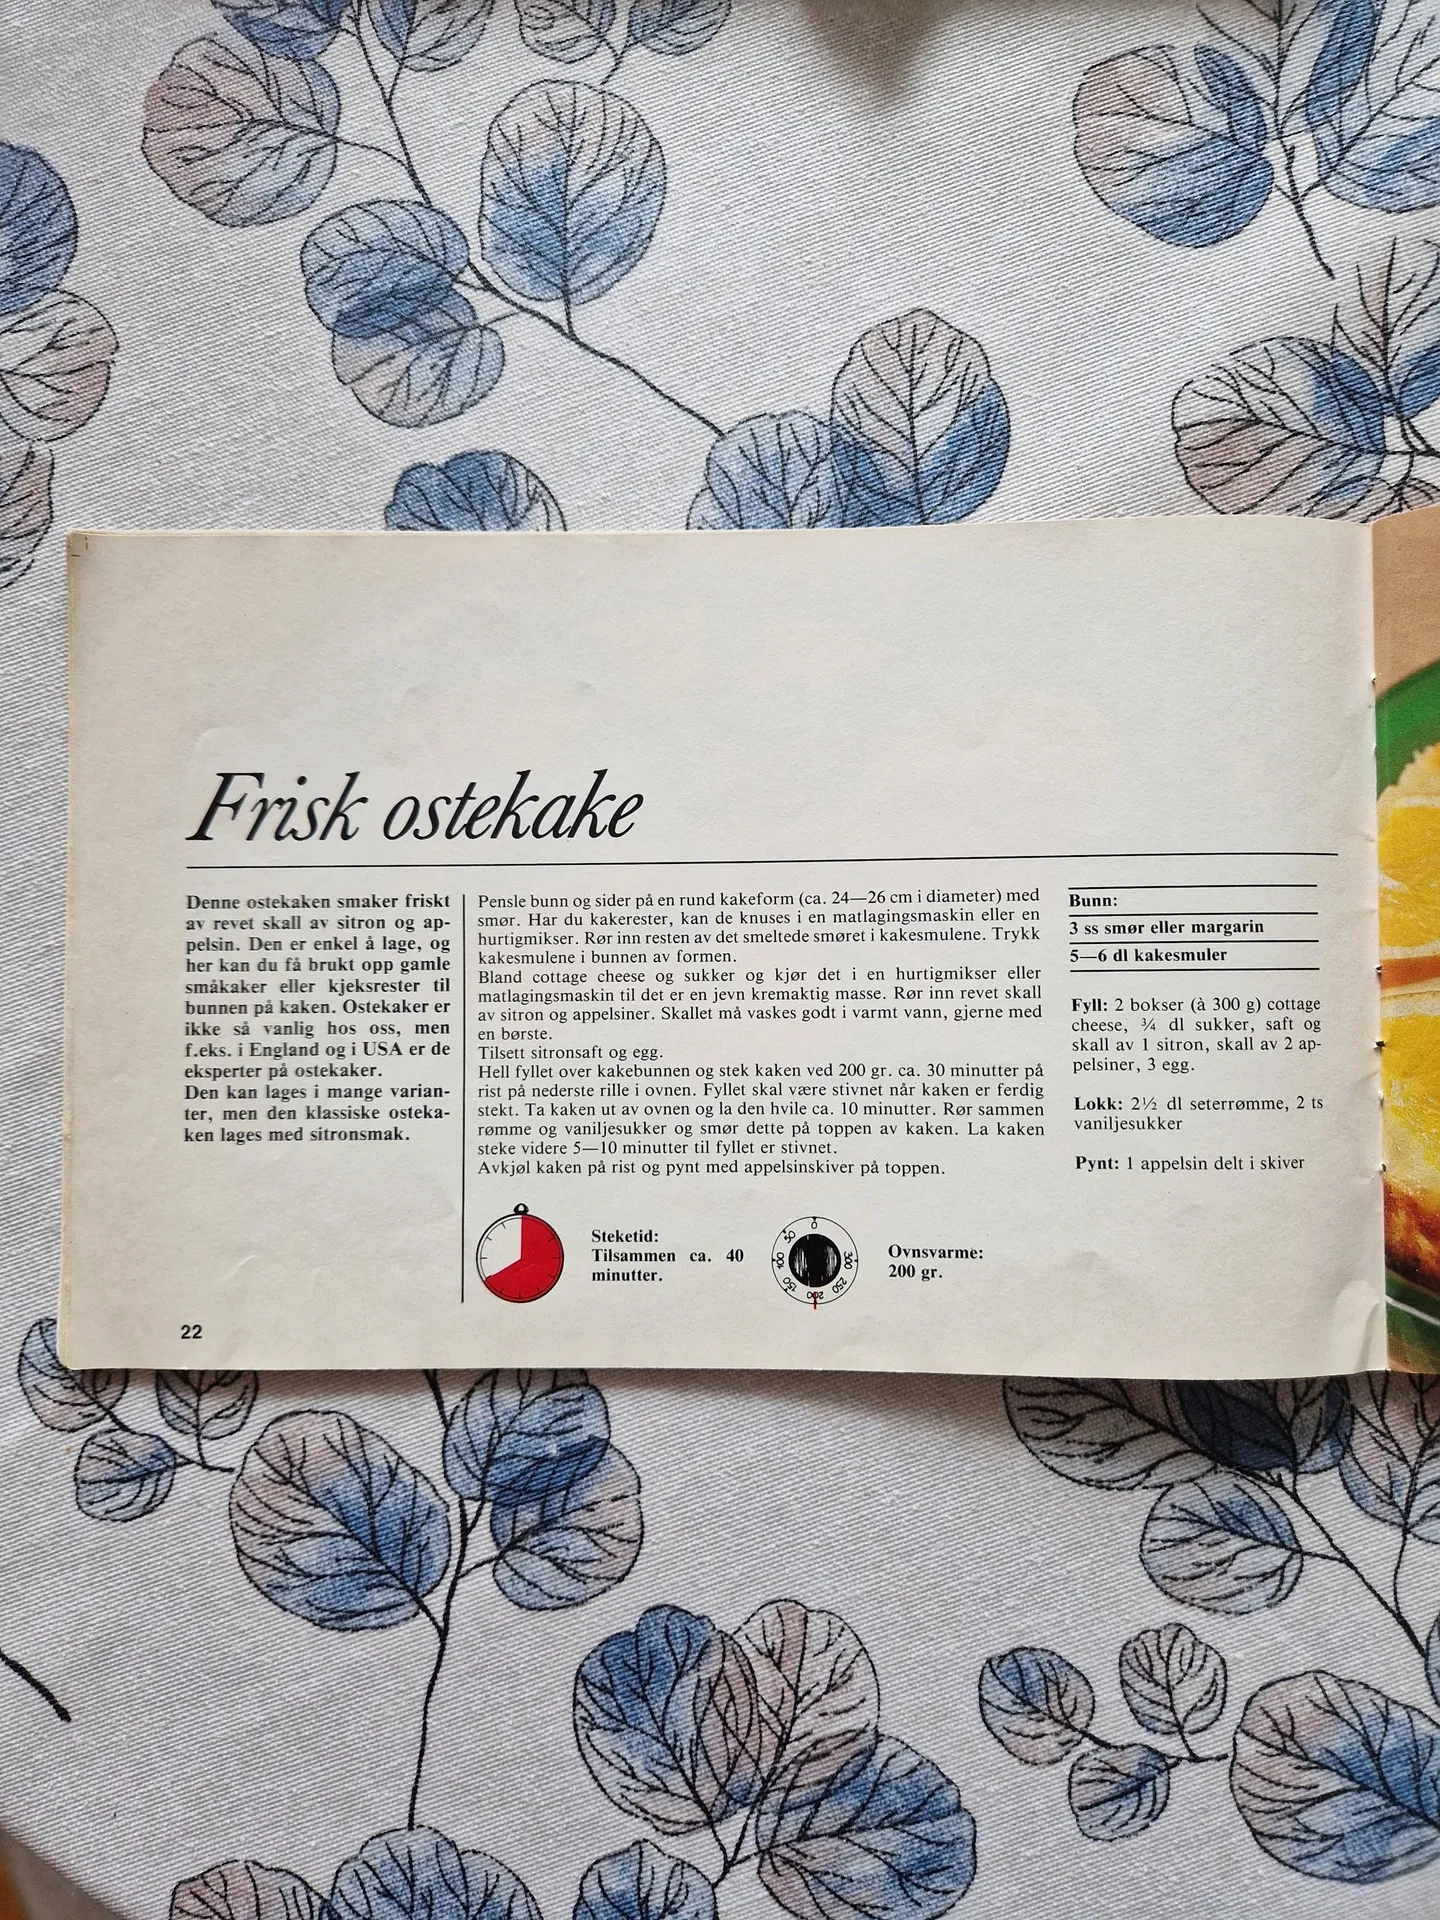 Frisk ostekake
Denne ostekaken smaker friskt
av revet skall av sitron og ap-
pelsin. Den er enkel å lage, og
her kan du få brukt opp gamle
småkaker eller kjeksrester til
bunnen på kaken. Ostekaker er
ikke så vanlig hos oss, men
f.eks. i England og i USA er de
eksperter på ostekaker.
Den kan lages i mange varian-
ter, men den klassiske osteka-
ken lages med sitronsmak.
Pensle bunn og sider på en rund kakeform (ca. 24—26 cm i diameter) med
smør. Har du kakerester, kan de knuses i en matlagingsmaskin eller en
hurtigmikser. Rør inn resten av det smeltede smøret i kakesmulene. Trykk
kakesmulene i bunnen av formen.
Bland cottage cheese og sukker og kjør det i en hurtigmikser eller
matlagingsmaskin til det er en jevn kremaktig masse. Rør inn revet skall
av sitron og appelsiner. Skallet må vaskes godt i varmt vann, gjerne med
en børste.
Tilsett sitronsaft og egg.
Hell fyllet over kakebunnen og stek kaken ved 200 gr. ca. 30 minutter på
rist på nederste rille i ovnen. Fyllet skal være stivnet når kaken er ferdig
stekt. Ta kaken ut av ovnen og la den hvile ca. 10 minutter. Rør sammen
rømme og vaniljesukker og smør dette på toppen av kaken. La kaken
steke videre 5—10 minutter til fyllet er stivnet.
Avkjøl kaken på rist og pynt med appelsinskiver på toppen.
Bunn:
3 ss smør eller margarin
5—6 dl kakesmuler
Fyll: 2 bokser (à 300 g) cottage
cheese, ¾ dl sukker, saft og
skall av 1 sitron, skall av 2 ap-
pelsiner, 3 egg.
Lokk: 2½ dl seterrømme, 2 ts
vaniljesukker
Pynt: 1 appelsin delt i skiver
Steketid:
Tilsammen ca. 40
minutter.
0
50
100
150
200
250
300
Ovnsvarme:
200 gr.
22